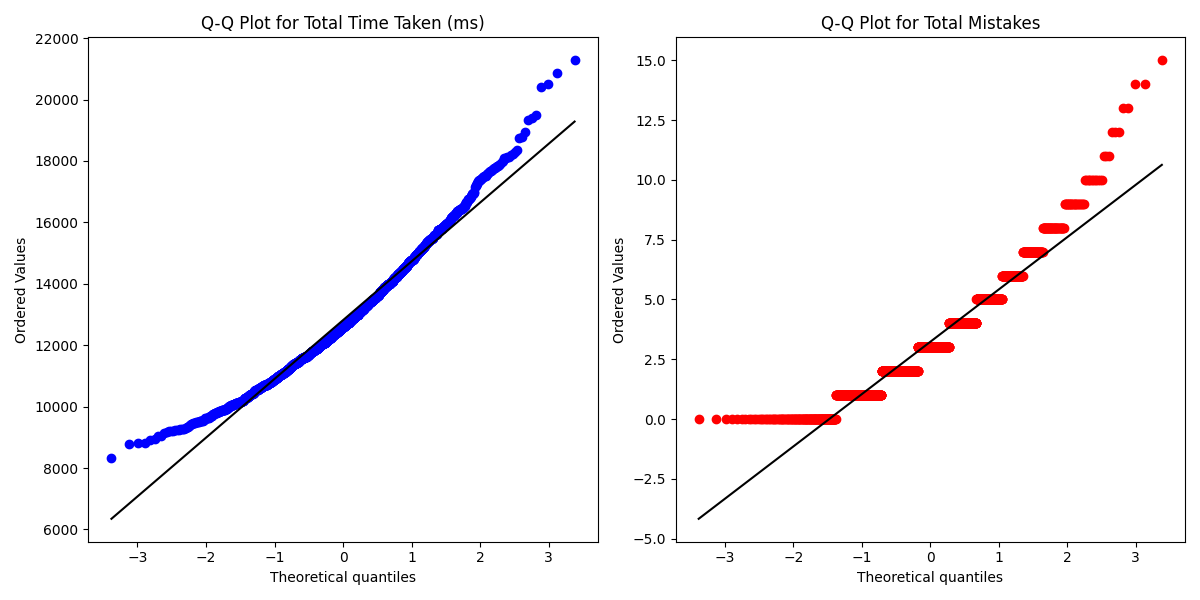 Q-Q Plot for Total Time Taken (ms)
Ordered Values
22000
20000
18000
16000
14000
12000
10000
8000
6000
−3 −2 −1 0 1 2 3
Theoretical quantiles
Q-Q Plot for Total Mistakes
Ordered Values
15.0
12.5
10.0
7.5
5.0
2.5
0.0
−2.5
−5.0
−3 −2 −1 0 1 2 3
Theoretical quantiles